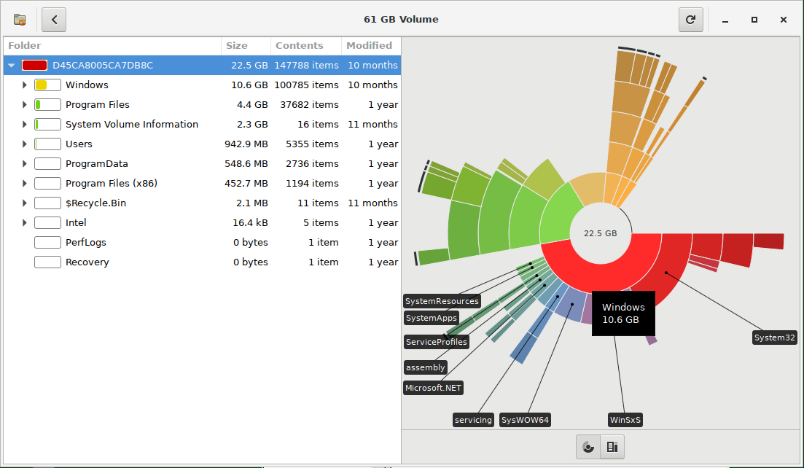 61 GB Volume
Folder Size Contents Modified
D45CA8005CA7DB8C 22.5 GB 147788 items 10 months
Windows 10.6 GB 100785 items 10 months
Program Files 4.4 GB 37682 items 1 year
System Volume Information 2.3 GB 16 items 11 months
Users 942.9 MB 5355 items 1 year
ProgramData 548.6 MB 2736 items 1 year
Program Files (x86) 452.7 MB 1194 items 1 year
$Recycle.Bin 2.1 MB 11 items 11 months
Intel 16.4 kB 5 items 1 year
PerfLogs 0 bytes 1 item 1 year
Recovery 0 bytes 1 item 1 year
22.5 GB
SystemResources
SystemApps
ServiceProfiles
assembly
Microsoft.NET
servicing
SysWOW64
WinSxS
System32
Windows
10.6 GB